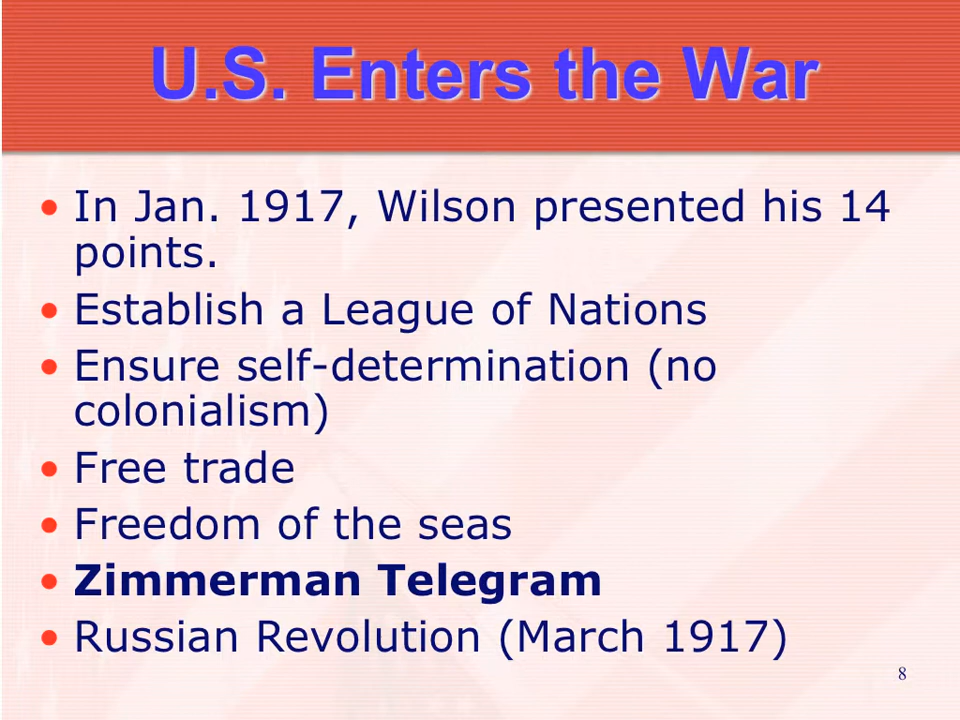 U.S. Enters the War
• In Jan. 1917, Wilson presented his 14
points.
• Establish a League of Nations
• Ensure self-determination (no
colonialism)
• Free trade
• Freedom of the seas
• Zimmerman Telegram
• Russian Revolution (March 1917)
8